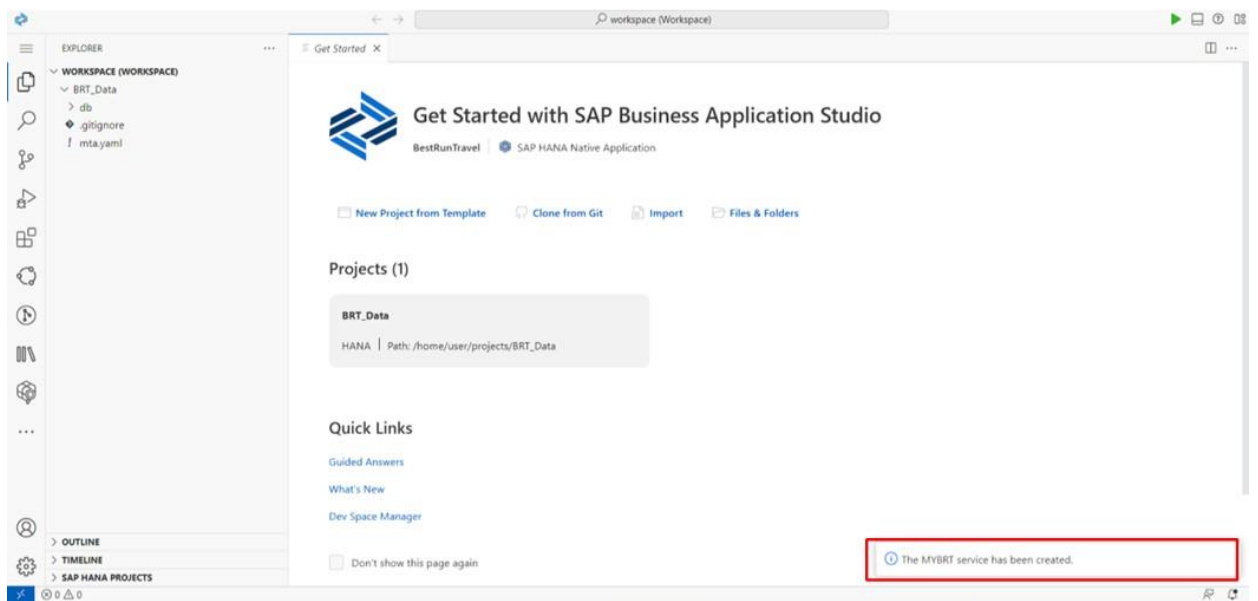 workspace (Workspace)
EXPLORER
Get Started
WORKSPACE (WORKSPACE)
BRT_Data
db
.gitignore
! mta.yaml
Get Started with SAP Business Application Studio
BestRunTravel SAP HANA Native Application
New Project from Template Clone from Git Import Files & Folders
Projects (1)
BRT_Data
HANA | Path: /home/user/projects/BRT_Data
Quick Links
Guided Answers
What's New
Dev Space Manager
Don't show this page again
The MYBRT service has been created.
OUTLINE
TIMELINE
SAP HANA PROJECTS
0 0